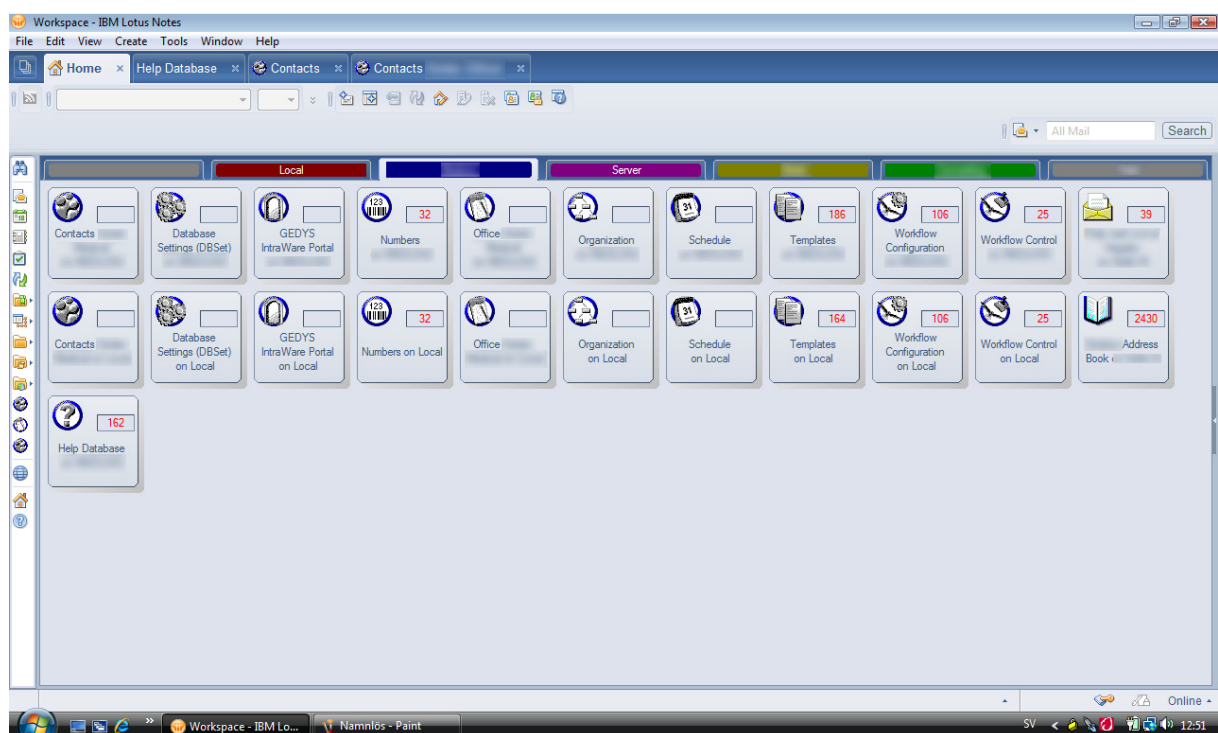 Workspace - IBM Lotus Notes
File Edit View Create Tools Window Help
Home Help Database Contacts Contacts
All Mail Search
Local Server
Contacts
Database
Settings (DBSet)
GEDYS
IntraWare Portal
123
32
Numbers
Office
Organization
31
Schedule
186
Templates
106
Workflow
Configuration
25
Workflow Control
39
Contacts
Database
Settings (DBSet)
on Local
GEDYS
IntraWare Portal
on Local
123
32
Numbers on Local
Office
Organization
on Local
31
Schedule
on Local
164
Templates
on Local
106
Workflow
Configuration
on Local
25
Workflow Control
on Local
2430
Address
Book
162
Help Database
Online
Workspace - IBM Lo... Namnlös - Paint SV 12:51